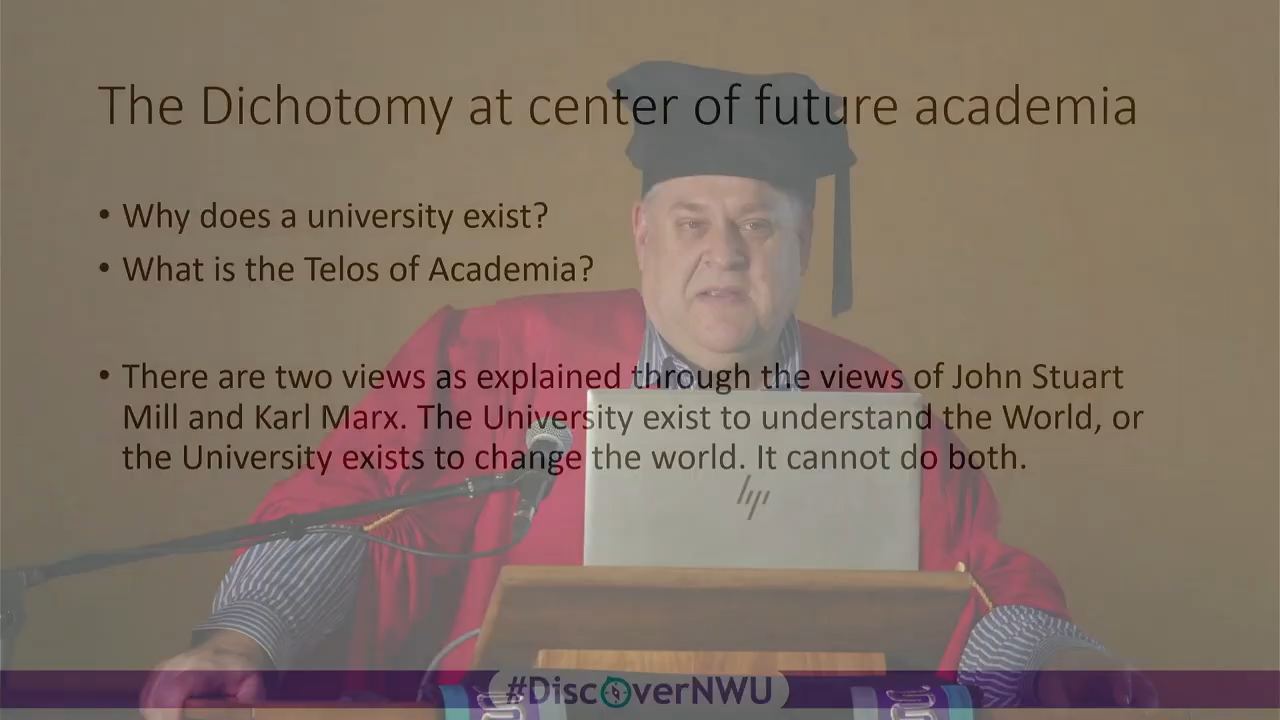 The Dichotomy at center of future academia
• Why does a university exist?
• What is the Telos of Academia?
• There are two views as explained through the views of John Stuart
Mill and Karl Marx. The University exist to understand the World, or
the University exists to change the world. It cannot do both.
hp
#DiscoverNWU